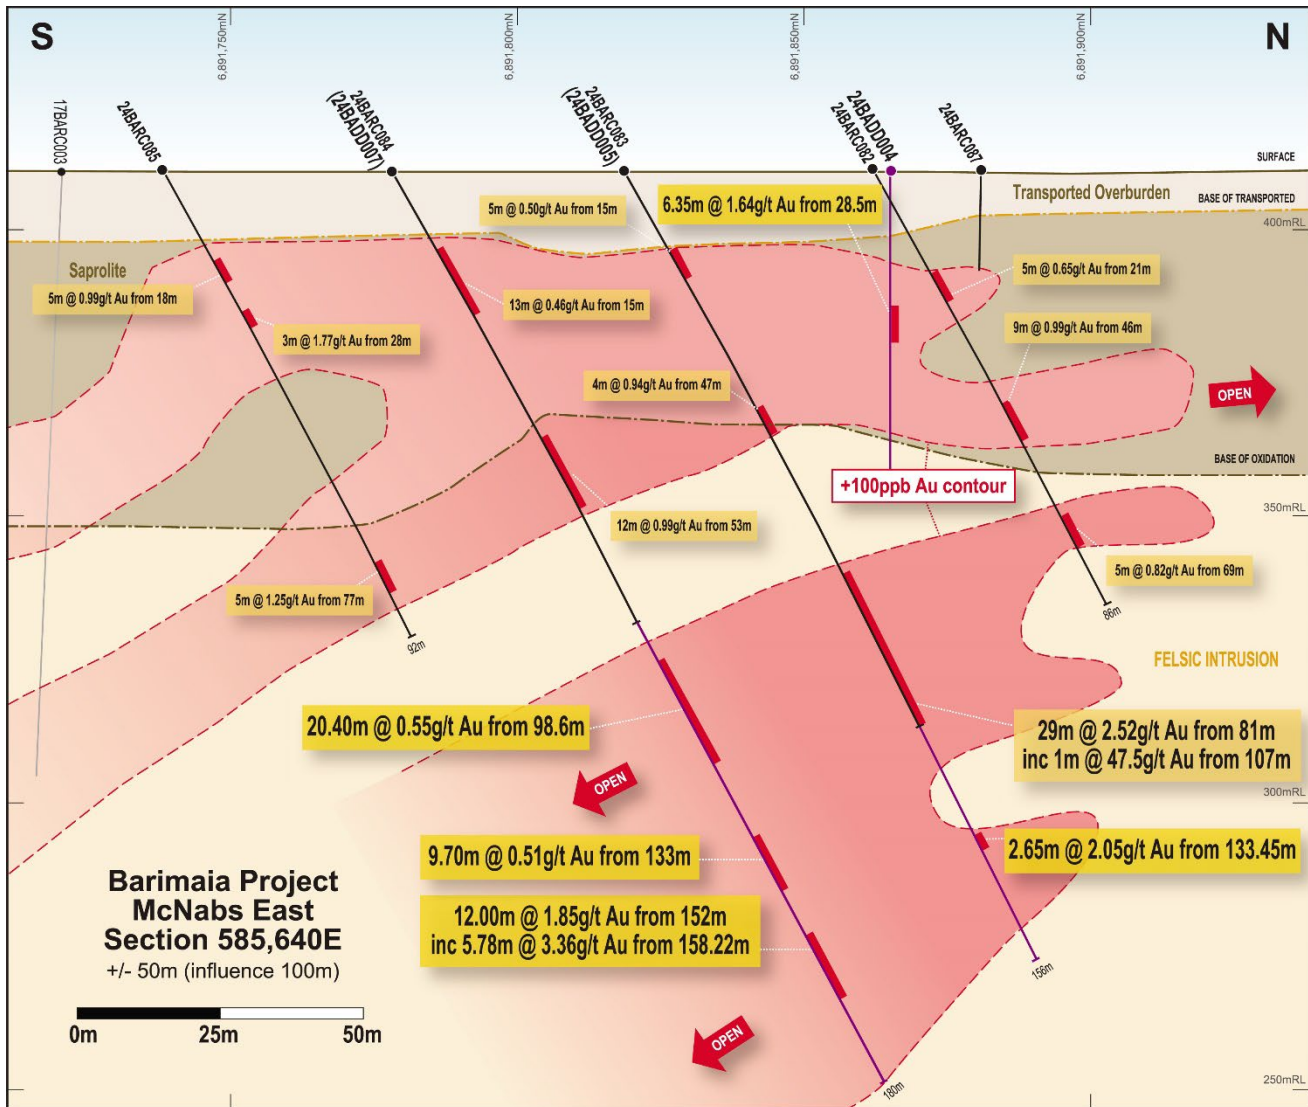 S
N
6,891,750mN
6,891,800mN
6,891,850mN
6,891,900mN
17BARC003
24BARC085
24BARC084
(24BADD007)
24BARC083
(24BADD005)
24BADD004
24BARC082
24BARC087
SURFACE
Transported Overburden
BASE OF TRANSPORTED
400mRL
5m @ 0.50g/t Au from 15m
6.35m @ 1.64g/t Au from 28.5m
Saprolite
5m @ 0.99g/t Au from 18m
13m @ 0.46g/t Au from 15m
5m @ 0.65g/t Au from 21m
3m @ 1.77g/t Au from 28m
9m @ 0.99g/t Au from 46m
4m @ 0.94g/t Au from 47m
OPEN
BASE OF OXIDATION
+100ppb Au contour
350mRL
12m @ 0.99g/t Au from 53m
5m @ 1.25g/t Au from 77m
5m @ 0.82g/t Au from 69m
86m
92m
FELSIC INTRUSION
20.40m @ 0.55g/t Au from 98.6m
29m @ 2.52g/t Au from 81m
inc 1m @ 47.5g/t Au from 107m
OPEN
300mRL
9.70m @ 0.51g/t Au from 133m
2.65m @ 2.05g/t Au from 133.45m
12.00m @ 1.85g/t Au from 152m
inc 5.78m @ 3.36g/t Au from 158.22m
156m
Barimaia Project
McNabs East
Section 585,640E
+/- 50m (influence 100m)
0m
25m
50m
OPEN
180m
250mRL